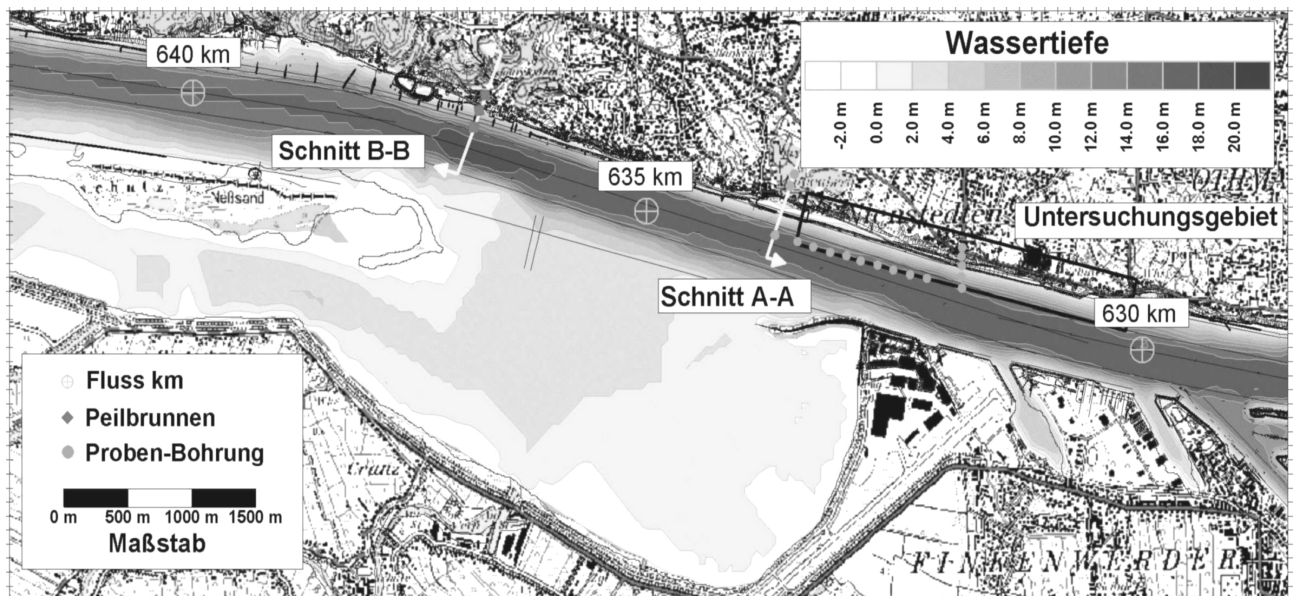 640 km
Wassertiefe
-2.0 m
0.0 m
2.0 m
4.0 m
6.0 m
8.0 m
10.0 m
12.0 m
14.0 m
16.0 m
18.0 m
20.0 m
Schnitt B-B
635 km
Schutz
Neßsand
Untersuchungsgebiet
Schnitt A-A
630 km
Fluss km
Peilbrunnen
Proben-Bohrung
0 m 500 m 1000 m 1500 m
Maßstab
Cranz
FINKENWERDER